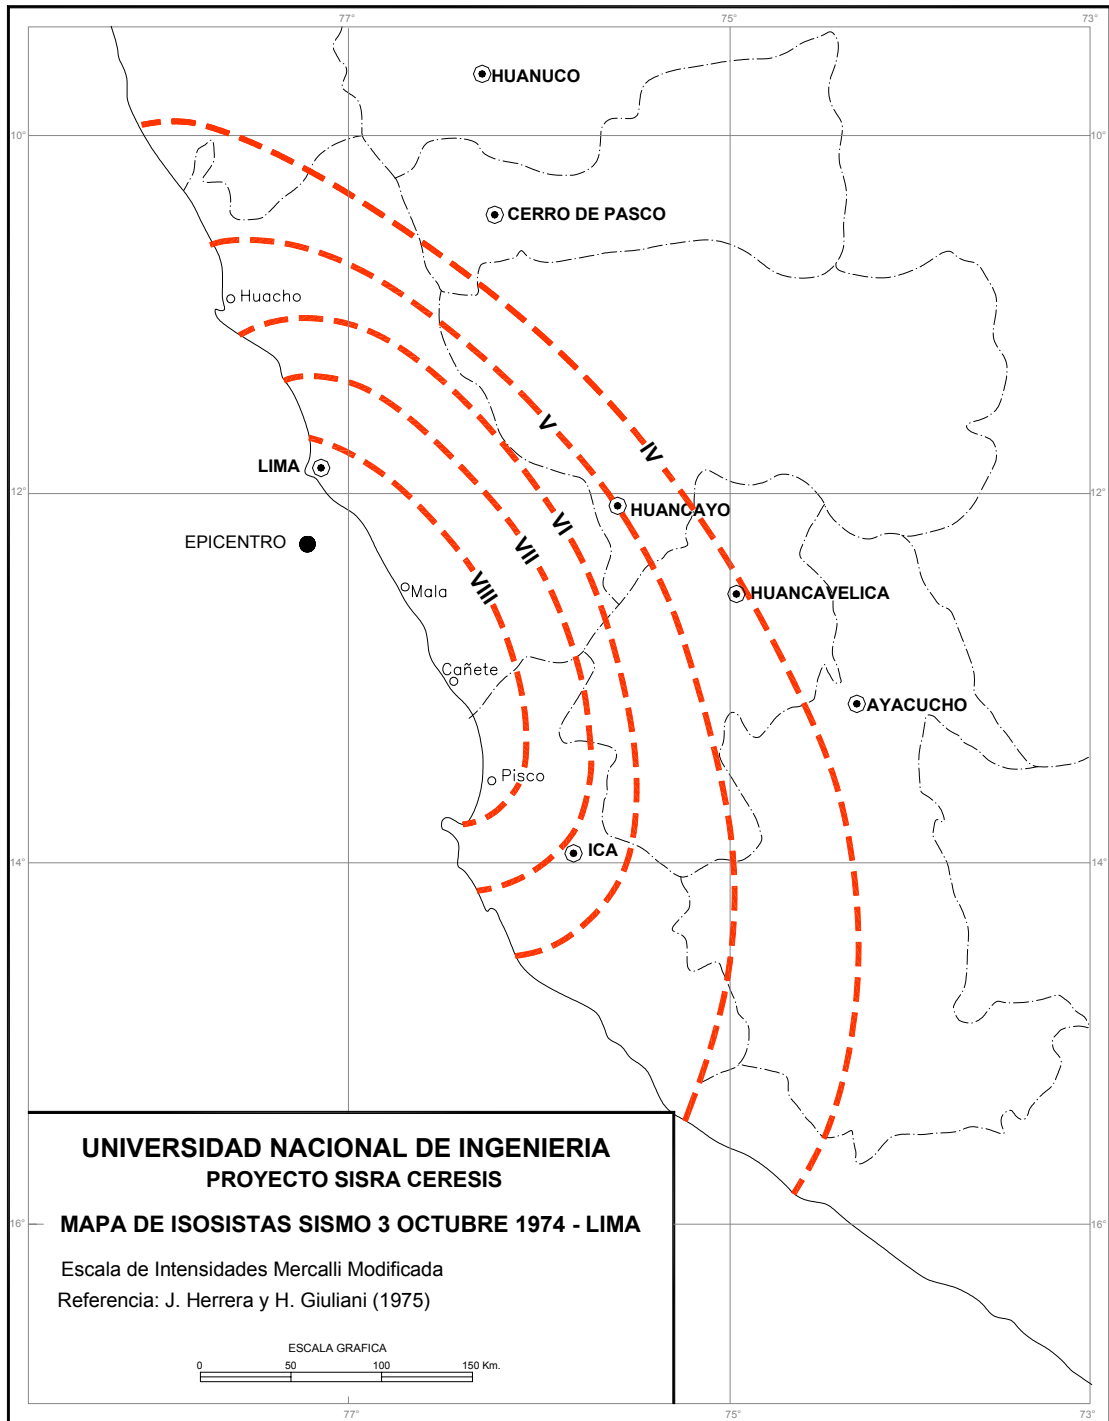 77°
75°
73°
HUANUCO
10°
10°
CERRO DE PASCO
Huacho
V
IV
LIMA
12°
12°
HUANCAYO
VI
EPICENTRO
VII
VIII
Mala
HUANCAVELICA
Cañete
AYACUCHO
Pisco
ICA
14°
14°
UNIVERSIDAD NACIONAL DE INGENIERIA
PROYECTO SISRA CERESIS
MAPA DE ISOSISTAS SISMO 3 OCTUBRE 1974 - LIMA
16°
16°
Escala de Intensidades Mercalli Modificada
Referencia: J. Herrera y H. Giuliani (1975)
ESCALA GRAFICA
0 50 100 150 Km.
77°
75°
73°